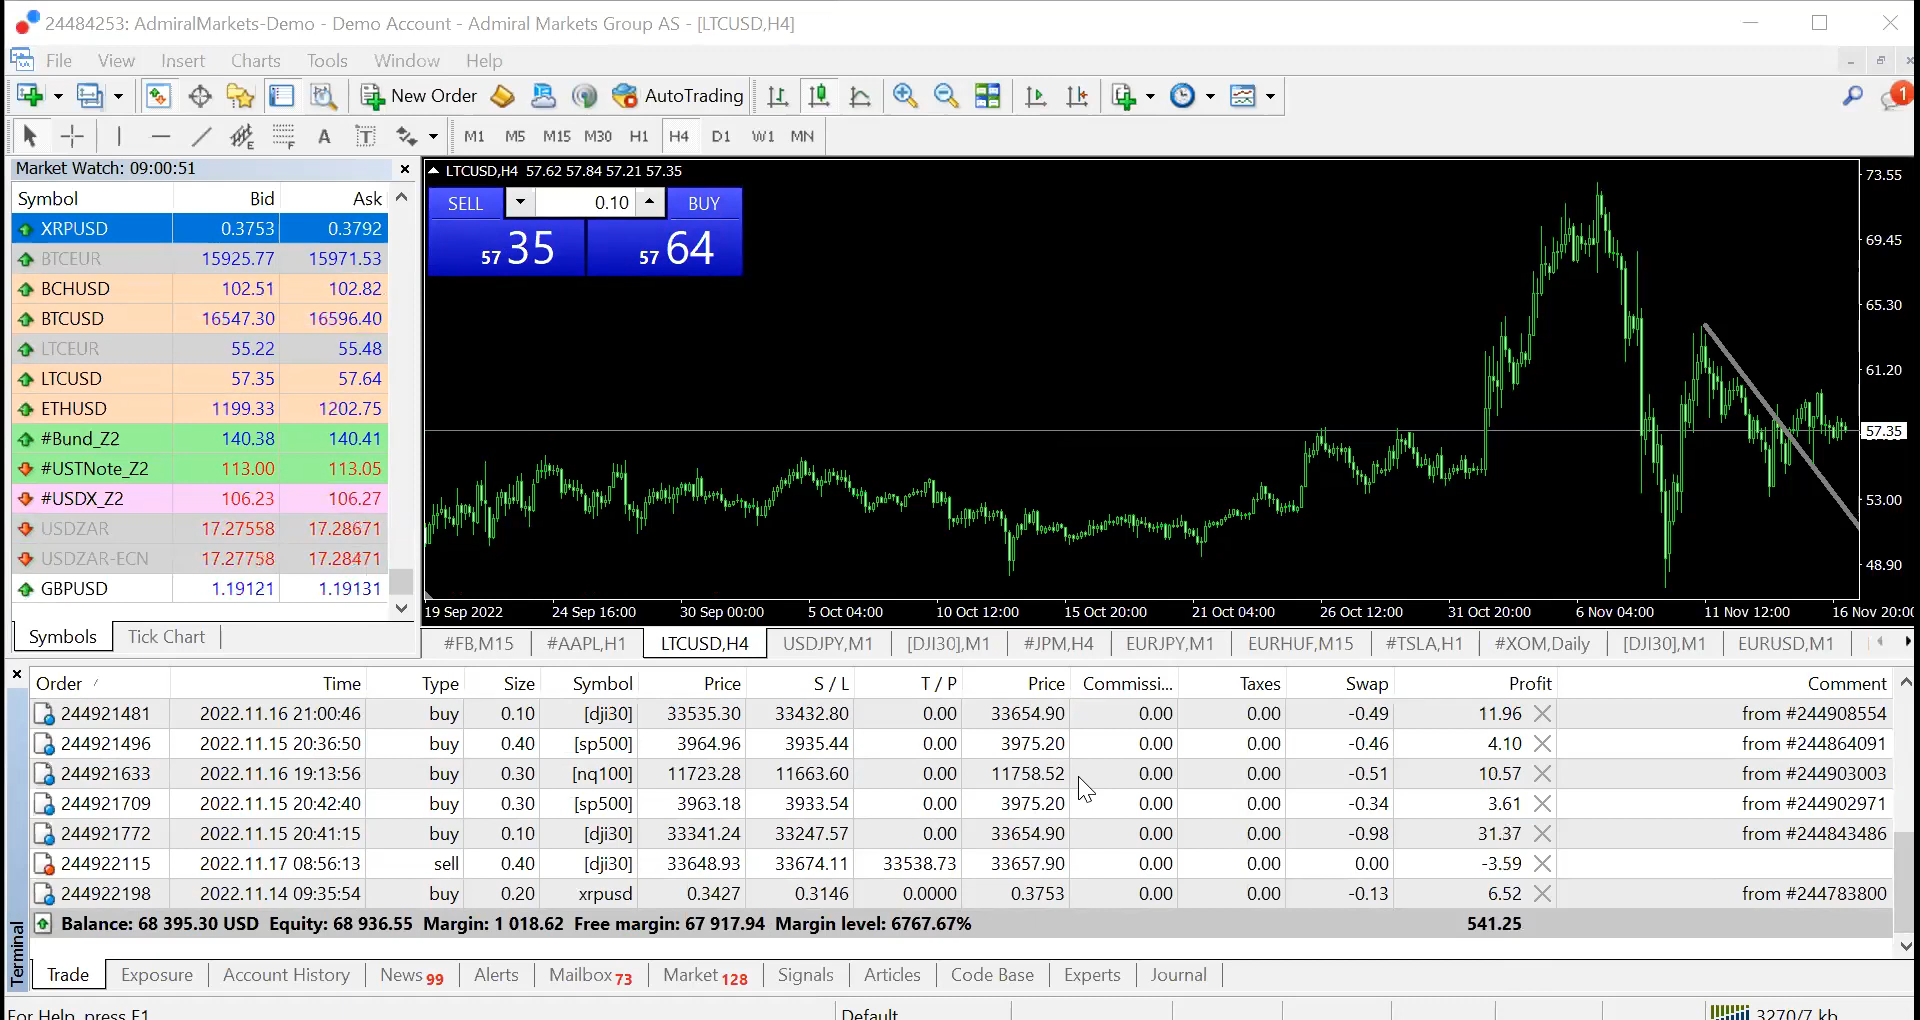 24484253: AdmiralMarkets-Demo - Demo Account - Admiral Markets Group AS - [LTCUSD,H4]
File View Insert Charts Tools Window Help
New Order AutoTrading 1
A T M1 M5 M15 M30 H1 H4 D1 W1 MN
Market Watch: 09:00:51
Symbol Bid Ask
XRPUSD 0.3753 0.3792
BTCEUR 15925.77 15971.53
BCHUSD 102.51 102.82
BTCUSD 16547.30 16596.40
LTCEUR 55.22 55.48
LTCUSD 57.35 57.64
ETHUSD 1199.33 1202.75
#Bund_Z2 140.38 140.41
#USTNote_Z2 113.00 113.05
#USDX_Z2 106.23 106.27
USDZAR 17.27558 17.28671
USDZAR-ECN 17.27758 17.28471
GBPUSD 1.19121 1.19131
Symbols Tick Chart
LTCUSD,H4 57.62 57.84 57.21 57.35
SELL 0.10 BUY
57 35 57 64
73.55
69.45
65.30
61.20
57.35
53.00
48.90
19 Sep 2022 24 Sep 16:00 30 Sep 00:00 5 Oct 04:00 10 Oct 12:00 15 Oct 20:00 21 Oct 04:00 26 Oct 12:00 31 Oct 20:00 6 Nov 04:00 11 Nov 12:00 16 Nov 20:00
#FB,M15 #AAPL,H1 LTCUSD,H4 USDJPY,M1 [DJI30],M1 #JPM,H4 EURJPY,M1 EURHUF,M15 #TSLA,H1 #XOM,Daily [DJI30],M1 EURUSD,M1
Order Time Type Size Symbol Price S / L T / P Price Commissi... Taxes Swap Profit Comment
244921481 2022.11.16 21:00:46 buy 0.10 [dji30] 33535.30 33432.80 0.00 33654.90 0.00 0.00 -0.49 11.96 from #244908554
244921496 2022.11.15 20:36:50 buy 0.40 [sp500] 3964.96 3935.44 0.00 3975.20 0.00 0.00 -0.46 4.10 from #244864091
244921633 2022.11.16 19:13:56 buy 0.30 [nq100] 11723.28 11663.60 0.00 11758.52 0.00 0.00 -0.51 10.57 from #244903003
244921709 2022.11.15 20:42:40 buy 0.30 [sp500] 3963.18 3933.54 0.00 3975.20 0.00 0.00 -0.34 3.61 from #244902971
244921772 2022.11.15 20:41:15 buy 0.10 [dji30] 33341.24 33247.57 0.00 33654.90 0.00 0.00 -0.98 31.37 from #244843486
244922115 2022.11.17 08:56:13 sell 0.40 [dji30] 33648.93 33674.11 33538.73 33657.90 0.00 0.00 0.00 -3.59
244922198 2022.11.14 09:35:54 buy 0.20 xrpusd 0.3427 0.3146 0.0000 0.3753 0.00 0.00 -0.13 6.52 from #244783800
Balance: 68 395.30 USD Equity: 68 936.55 Margin: 1 018.62 Free margin: 67 917.94 Margin level: 6767.67% 541.25
Terminal
Trade Exposure Account History News 99 Alerts Mailbox 73 Market 128 Signals Articles Code Base Experts Journal
For Help, press F1 Default 3270/7 kb